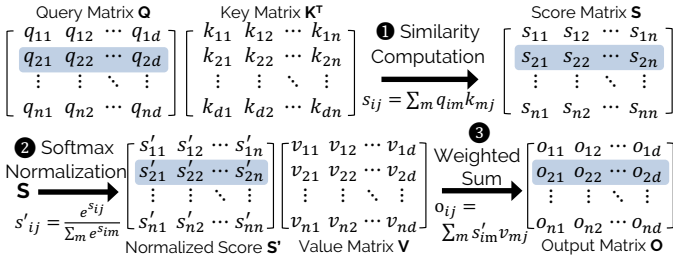 Query Matrix Q Key Matrix Kᵀ Score Matrix S
q₁₁ q₁₂ ⋯ q₁d k₁₁ k₁₂ ⋯ k₁n ❶ Similarity s₁₁ s₁₂ ⋯ s₁n
q₂₁ q₂₂ ⋯ q₂d k₂₁ k₂₂ ⋯ k₂n Computation s₂₁ s₂₂ ⋯ s₂n
⋮ ⋮ ⋱ ⋮ ⋮ ⋮ ⋱ ⋮ ⋮ ⋮ ⋱ ⋮
qn₁ qn₂ ⋯ qnd kd₁ kd₂ ⋯ kdn sᵢⱼ = ∑ₘ qᵢₘkₘⱼ sn₁ sn₂ ⋯ snn
❷ Softmax s′₁₁ s′₁₂ ⋯ s′₁n v₁₁ v₁₂ ⋯ v₁d ❸ Weighted o₁₁ o₁₂ ⋯ o₁d
Normalization s′₂₁ s′₂₂ ⋯ s′₂n v₂₁ v₂₂ ⋯ v₂d Sum o₂₁ o₂₂ ⋯ o₂d
S ⋮ ⋮ ⋱ ⋮ ⋮ ⋮ ⋱ ⋮ ⋮ ⋮ ⋱ ⋮
s′ᵢⱼ = e^sᵢⱼ / ∑ₘ e^sᵢₘ s′n₁ s′n₂ ⋯ s′nn vn₁ vn₂ ⋯ vnd oᵢⱼ = on₁ on₂ ⋯ ond
∑ₘ s′ᵢₘvₘⱼ
Normalized Score S' Value Matrix V Output Matrix O